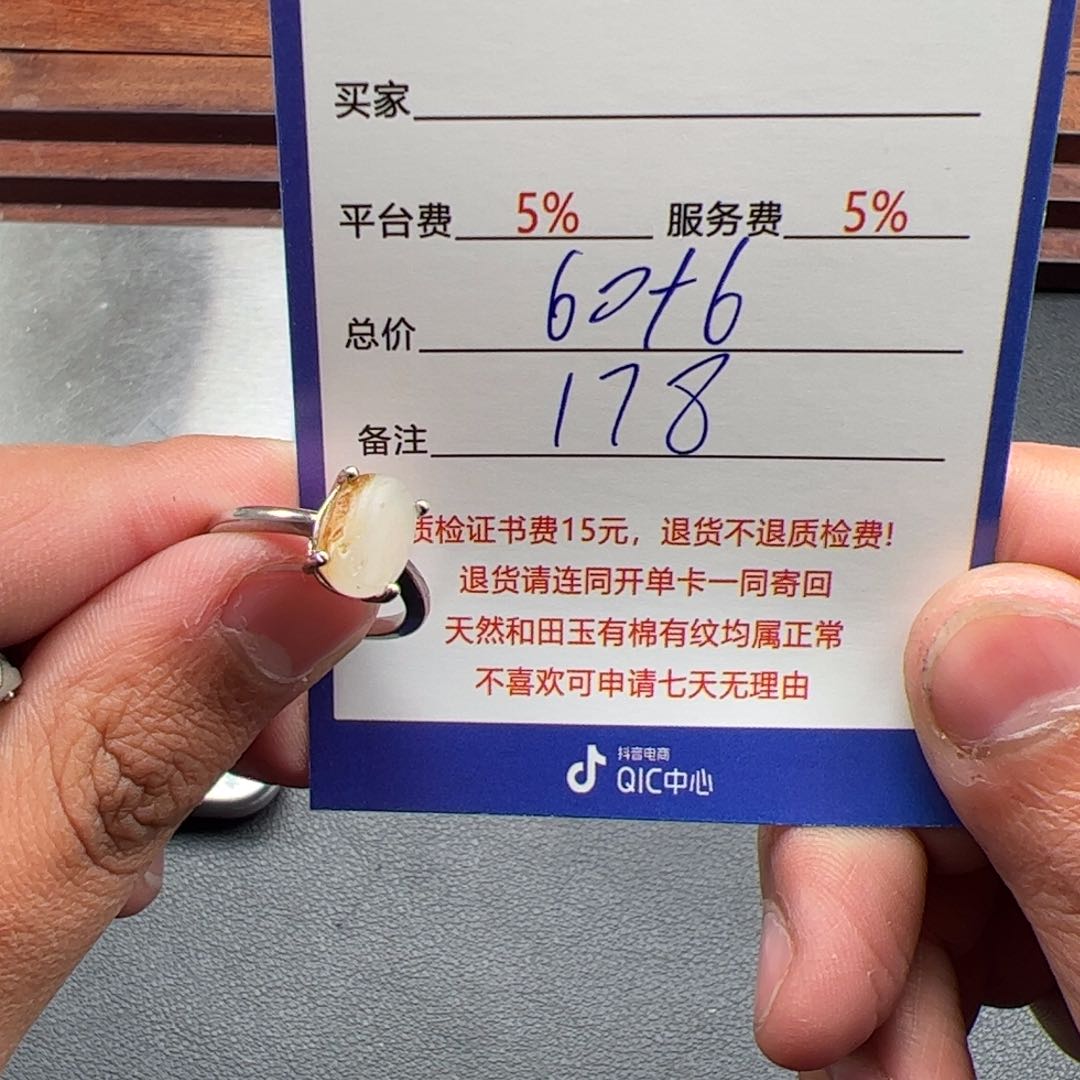 买家
平台费 5% 服务费 5%
总价 60+6
备注 178
质检证书费15元，退货不退质检费!
退货请连同开单卡一同寄回
天然和田玉有棉有纹均属正常
不喜欢可申请七天无理由
抖音电商
QIC中心